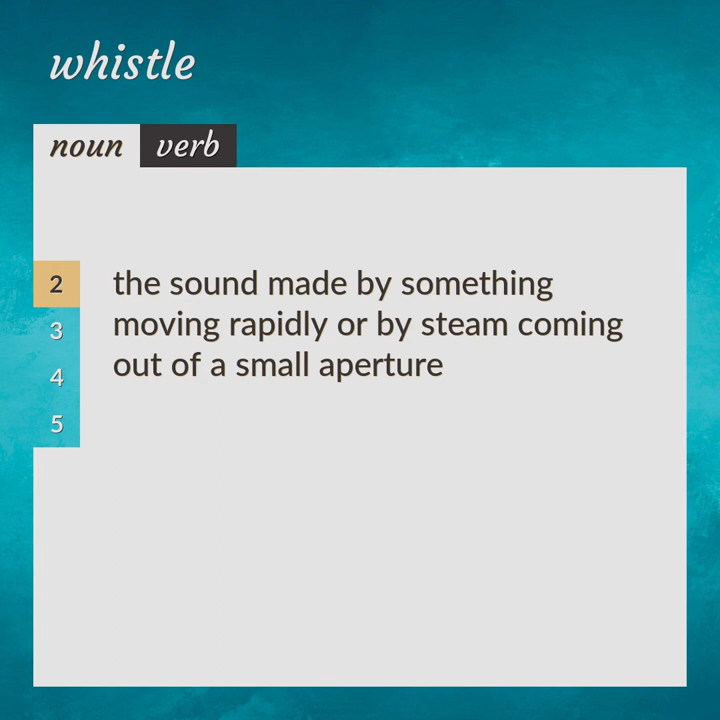 whistle
noun verb
2 the sound made by something
3 moving rapidly or by steam coming
4 out of a small aperture
5